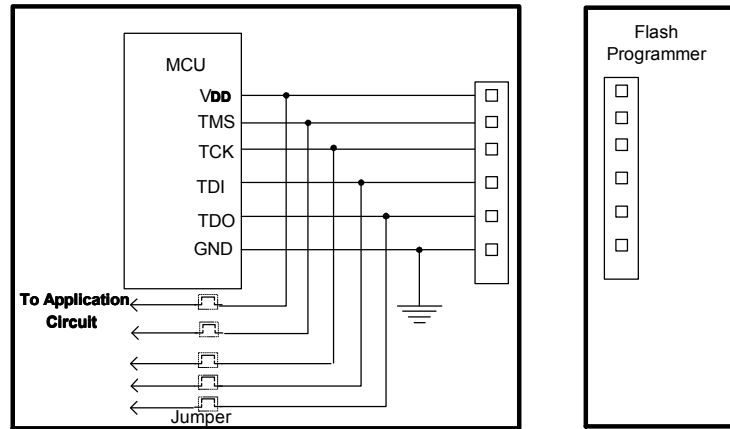 MCU
VDD
TMS
TCK
TDI
TDO
GND
To Application
Circuit
Jumper
Flash
Programmer